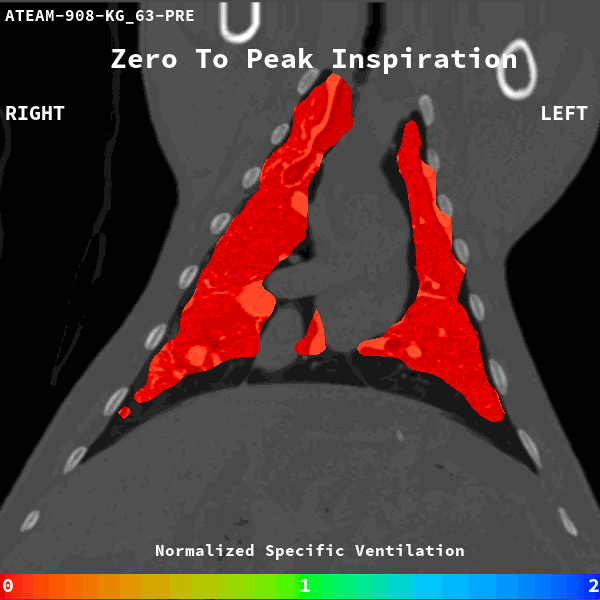 ATEAM-908-KG_63-PRE
Zero To Peak Inspiration
RIGHT
LEFT
Normalized Specific Ventilation
0 1 2